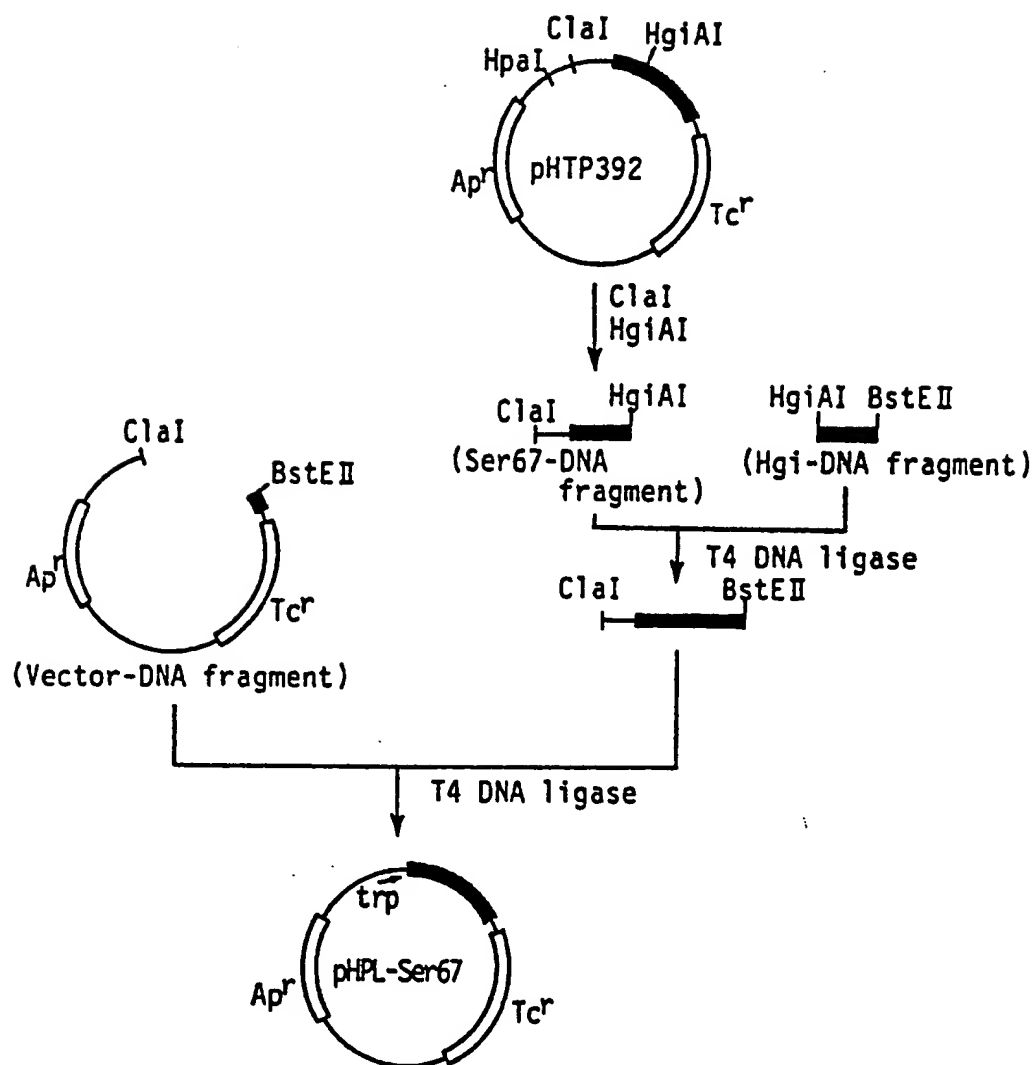 ClaI
HgiAI
HpaI
pHTP392
Apr
Tcr
ClaI
HgiAI
HgiAI
ClaI
HgiAI BstEII
(Ser67-DNA
fragment)
(Hgi-DNA fragment)
ClaI
BstEII
Apr
Tcr
(Vector-DNA fragment)
T4 DNA ligase
ClaI
BstEII
T4 DNA ligase
trp
pHPL-Ser67
Apr
Tcr